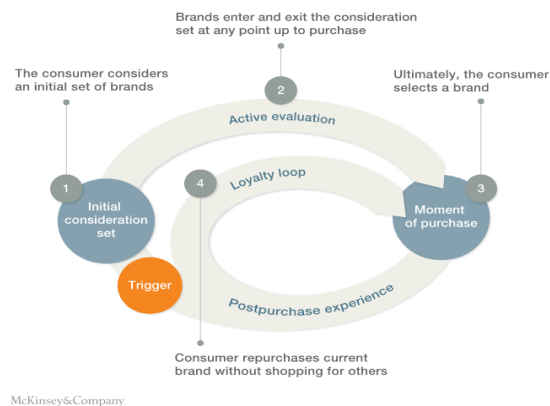 Brands enter and exit the consideration
set at any point up to purchase
The consumer considers
an initial set of brands
Ultimately, the consumer
selects a brand
2
Active evaluation
1
Initial
consideration
set
4
Loyalty loop
3
Moment
of purchase
Trigger
Postpurchase experience
Consumer repurchases current
brand without shopping for others
McKinsey&Company